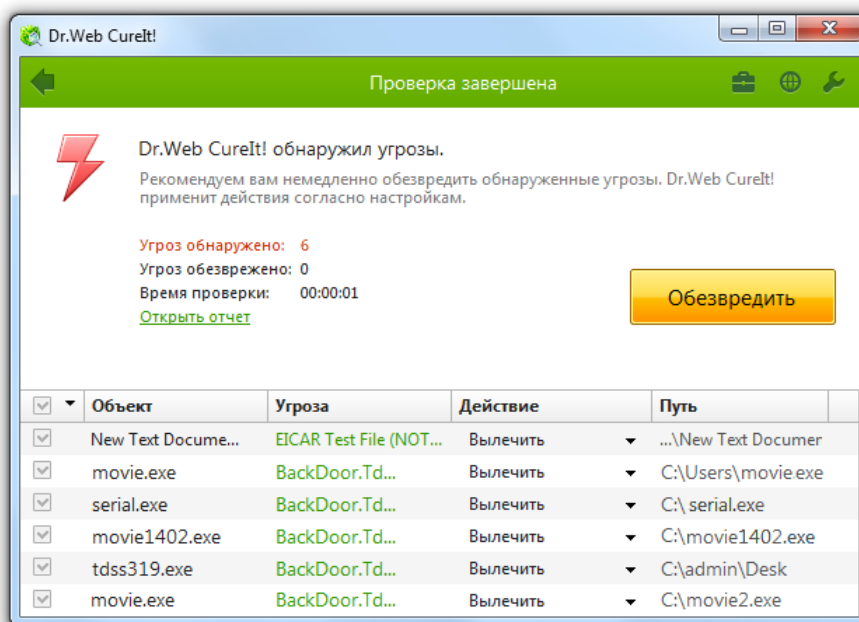 Dr.Web CureIt!
Проверка завершена
Dr.Web CureIt! обнаружил угрозы.
Рекомендуем вам немедленно обезвредить обнаруженные угрозы. Dr.Web CureIt!
применит действия согласно настройкам.
Угроз обнаружено: 6
Угроз обезврежено: 0
Время проверки: 00:00:01
Открыть отчет
Обезвредить
Объект Угроза Действие Путь
New Text Docume... EICAR Test File (NOT... Вылечить ...\New Text Documer
movie.exe BackDoor.Td... Вылечить C:\Users\movie.exe
serial.exe BackDoor.Td... Вылечить C:\ serial.exe
movie1402.exe BackDoor.Td... Вылечить C:\movie1402.exe
tdss319.exe BackDoor.Td... Вылечить C:\admin\Desk
movie.exe BackDoor.Td... Вылечить C:\movie2.exe